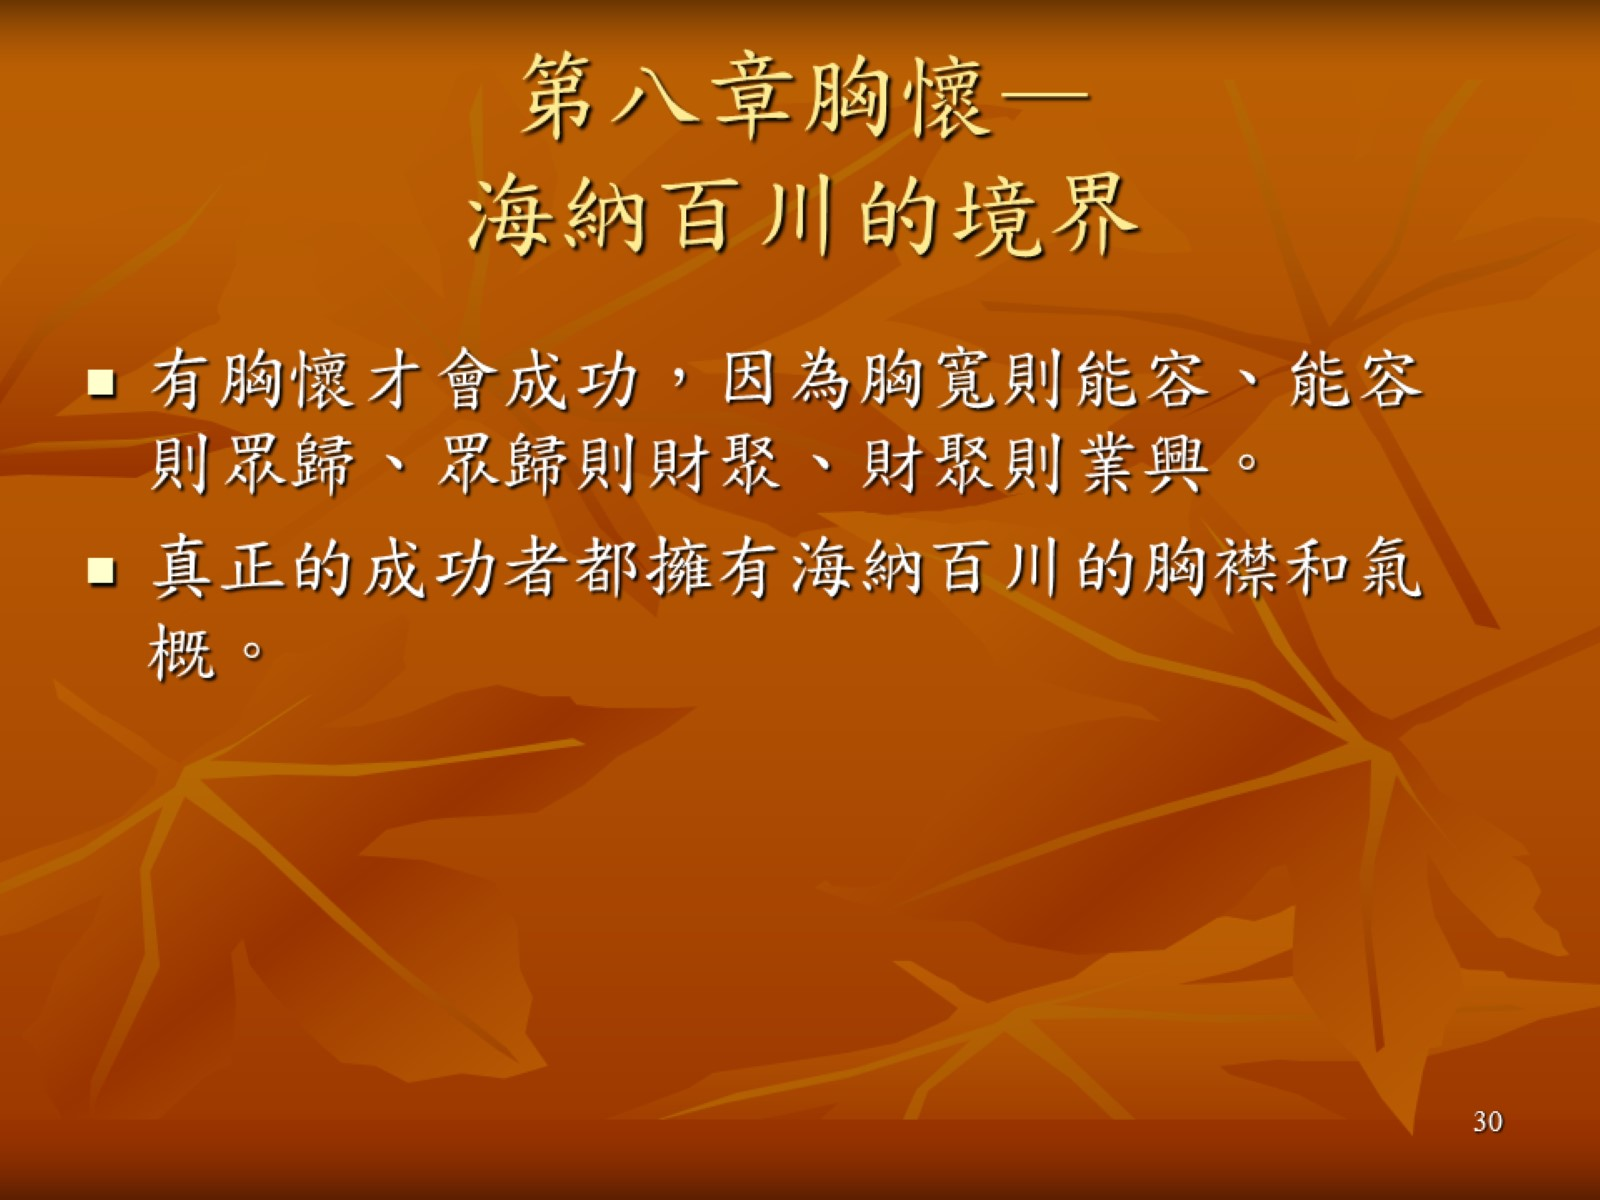 第八章胸懷—
海納百川的境界
有胸懷才會成功，因為胸寬則能容、能容
則眾歸、眾歸則財聚、財聚則業興。
真正的成功者都擁有海納百川的胸襟和氣
概。
30